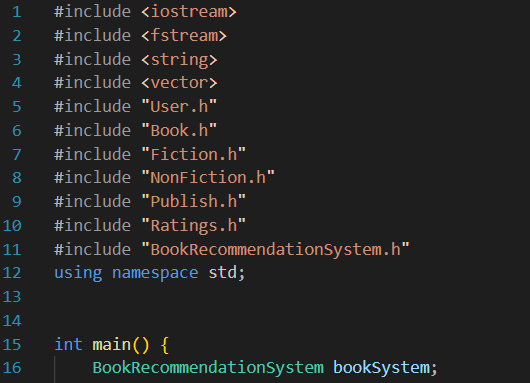 1 #include <iostream>
2 #include <fstream>
3 #include <string>
4 #include <vector>
5 #include "User.h"
6 #include "Book.h"
7 #include "Fiction.h"
8 #include "NonFiction.h"
9 #include "Publish.h"
10 #include "Ratings.h"
11 #include "BookRecommendationSystem.h"
12 using namespace std;
13
14
15 int main() {
16 BookRecommendationSystem bookSystem;